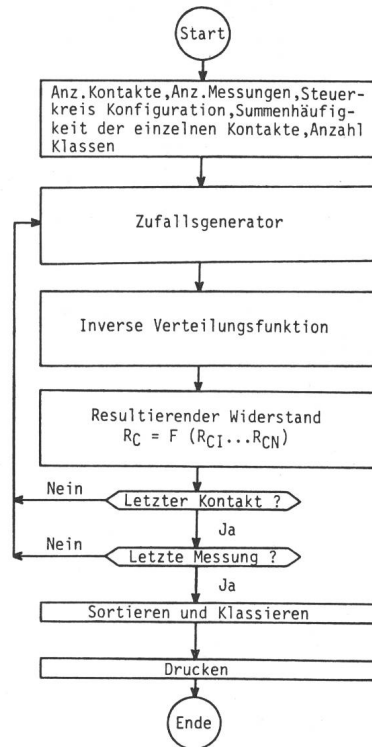 Start
Anz.Kontakte,Anz.Messungen,Steuer-
kreis Konfiguration,Summenhäufig-
keit der einzelnen Kontakte,Anzahl
Klassen
Zufallsgenerator
Inverse Verteilungsfunktion
Resultierender Widerstand
R_C = F (R_CI...R_CN)
Nein
Letzter Kontakt ?
Ja
Nein
Letzte Messung ?
Ja
Sortieren und Klassieren
Drucken
Ende